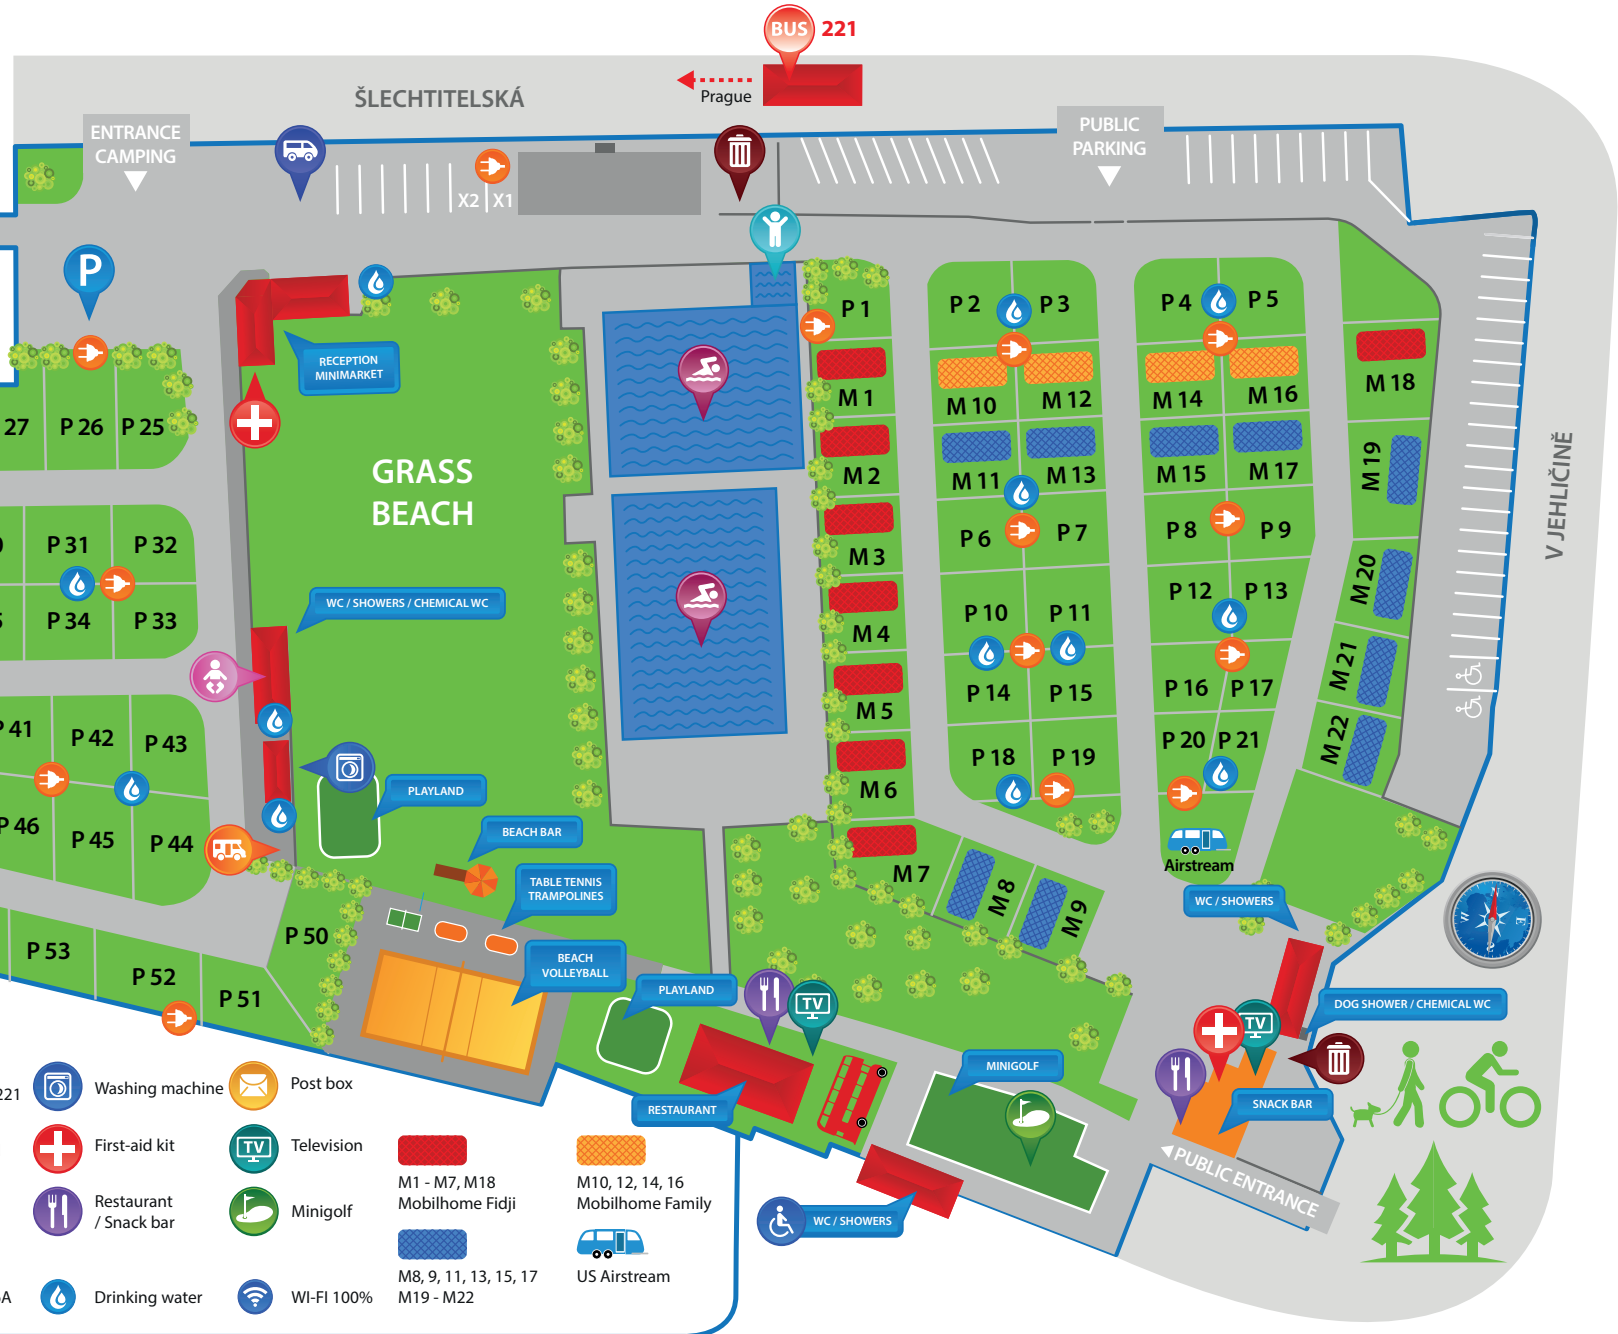 BUS 221
Prague
ŠLECHTITELSKÁ
ENTRANCE
CAMPING
PUBLIC
PARKING
X2 X1
P
RECEPTION
MINIMARKET
27
P 26
P 25
GRASS
BEACH
P 1
P 2
P 3
P 4
P 5
M 1
M 10
M 12
M 14
M 16
M 18
M 2
M 11
M 13
M 15
M 17
M 19
V JEHLIČINĚ
P 31
P 32
P 34
P 33
M 3
P 6
P 7
P 8
P 9
WC / SHOWERS / CHEMICAL WC
M 4
P 10
P 11
P 12
P 13
M 20
M 5
P 14
P 15
P 16
P 17
M 21
P 41
P 42
P 43
M 6
P 18
P 19
P 20
P 21
M 22
P 46
P 45
P 44
PLAYLAND
BEACH BAR
TABLE TENNIS
TRAMPOLINES
M 7
M 8
M 9
Airstream
WC / SHOWERS
W
E
P 53
P 52
P 51
P 50
BEACH
VOLLEYBALL
PLAYLAND
TV
TV
DOG SHOWER / CHEMICAL WC
MINIGOLF
RESTAURANT
SNACK BAR
PUBLIC ENTRANCE
WC / SHOWERS
221
Washing machine
Post box
First-aid kit
TV
Television
Restaurant
/ Snack bar
Minigolf
Drinking water
WI-FI 100%
M1 - M7, M18
Mobilhome Fidji
M10, 12, 14, 16
Mobilhome Family
M8, 9, 11, 13, 15, 17
M19 - M22
US Airstream